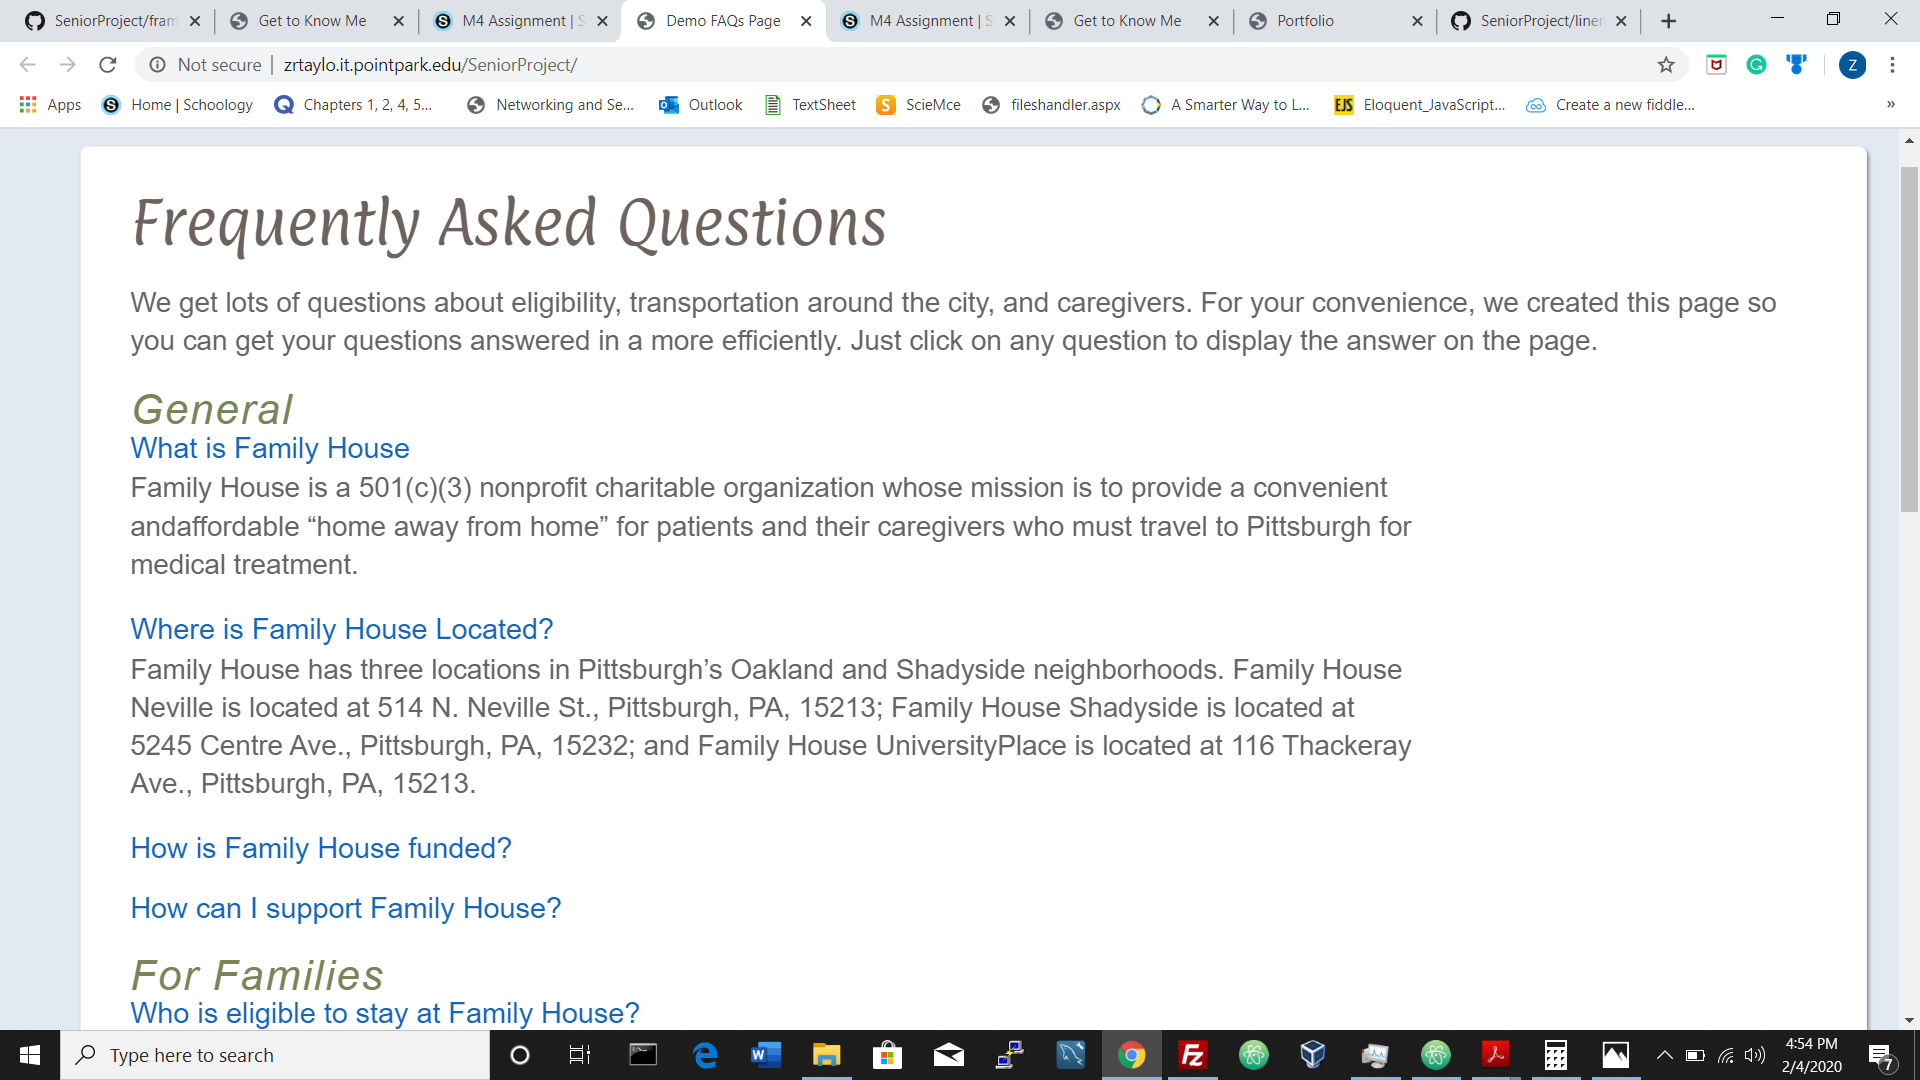 SeniorProject/fram
Get to Know Me
M4 Assignment | S
Demo FAQs Page
M4 Assignment | S
Get to Know Me
Portfolio
SeniorProject/liner
Not secure
zrtaylo.it.pointpark.edu/SeniorProject/
Z
Apps
Home | Schoology
Chapters 1, 2, 4, 5...
Networking and Se...
Outlook
TextSheet
ScieMce
fileshandler.aspx
A Smarter Way to L...
EJS
Eloquent_JavaScript...
Create a new fiddle...
»
Frequently Asked Questions
We get lots of questions about eligibility, transportation around the city, and caregivers. For your convenience, we created this page so
you can get your questions answered in a more efficiently. Just click on any question to display the answer on the page.
General
What is Family House
Family House is a 501(c)(3) nonprofit charitable organization whose mission is to provide a convenient
andaffordable “home away from home” for patients and their caregivers who must travel to Pittsburgh for
medical treatment.
Where is Family House Located?
Family House has three locations in Pittsburgh’s Oakland and Shadyside neighborhoods. Family House
Neville is located at 514 N. Neville St., Pittsburgh, PA, 15213; Family House Shadyside is located at
5245 Centre Ave., Pittsburgh, PA, 15232; and Family House UniversityPlace is located at 116 Thackeray
Ave., Pittsburgh, PA, 15213.
How is Family House funded?
How can I support Family House?
For Families
Who is eligible to stay at Family House?
Type here to search
4:54 PM
2/4/2020
7